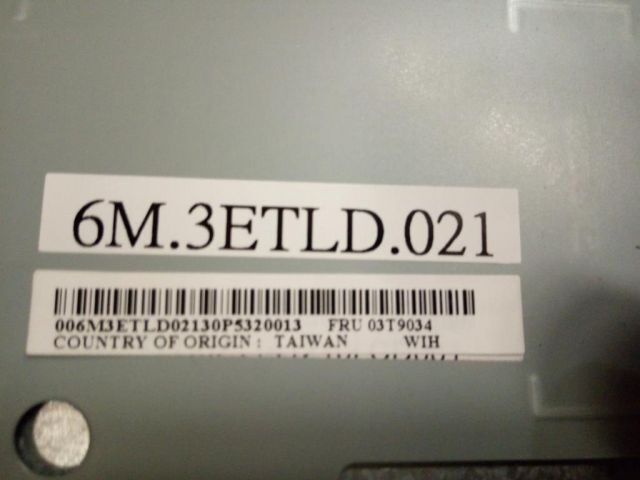 6M.3ETLD.021
006M3ETLD02130P5320013 FRU 03T9034
COUNTRY OF ORIGIN : TAIWAN WIH